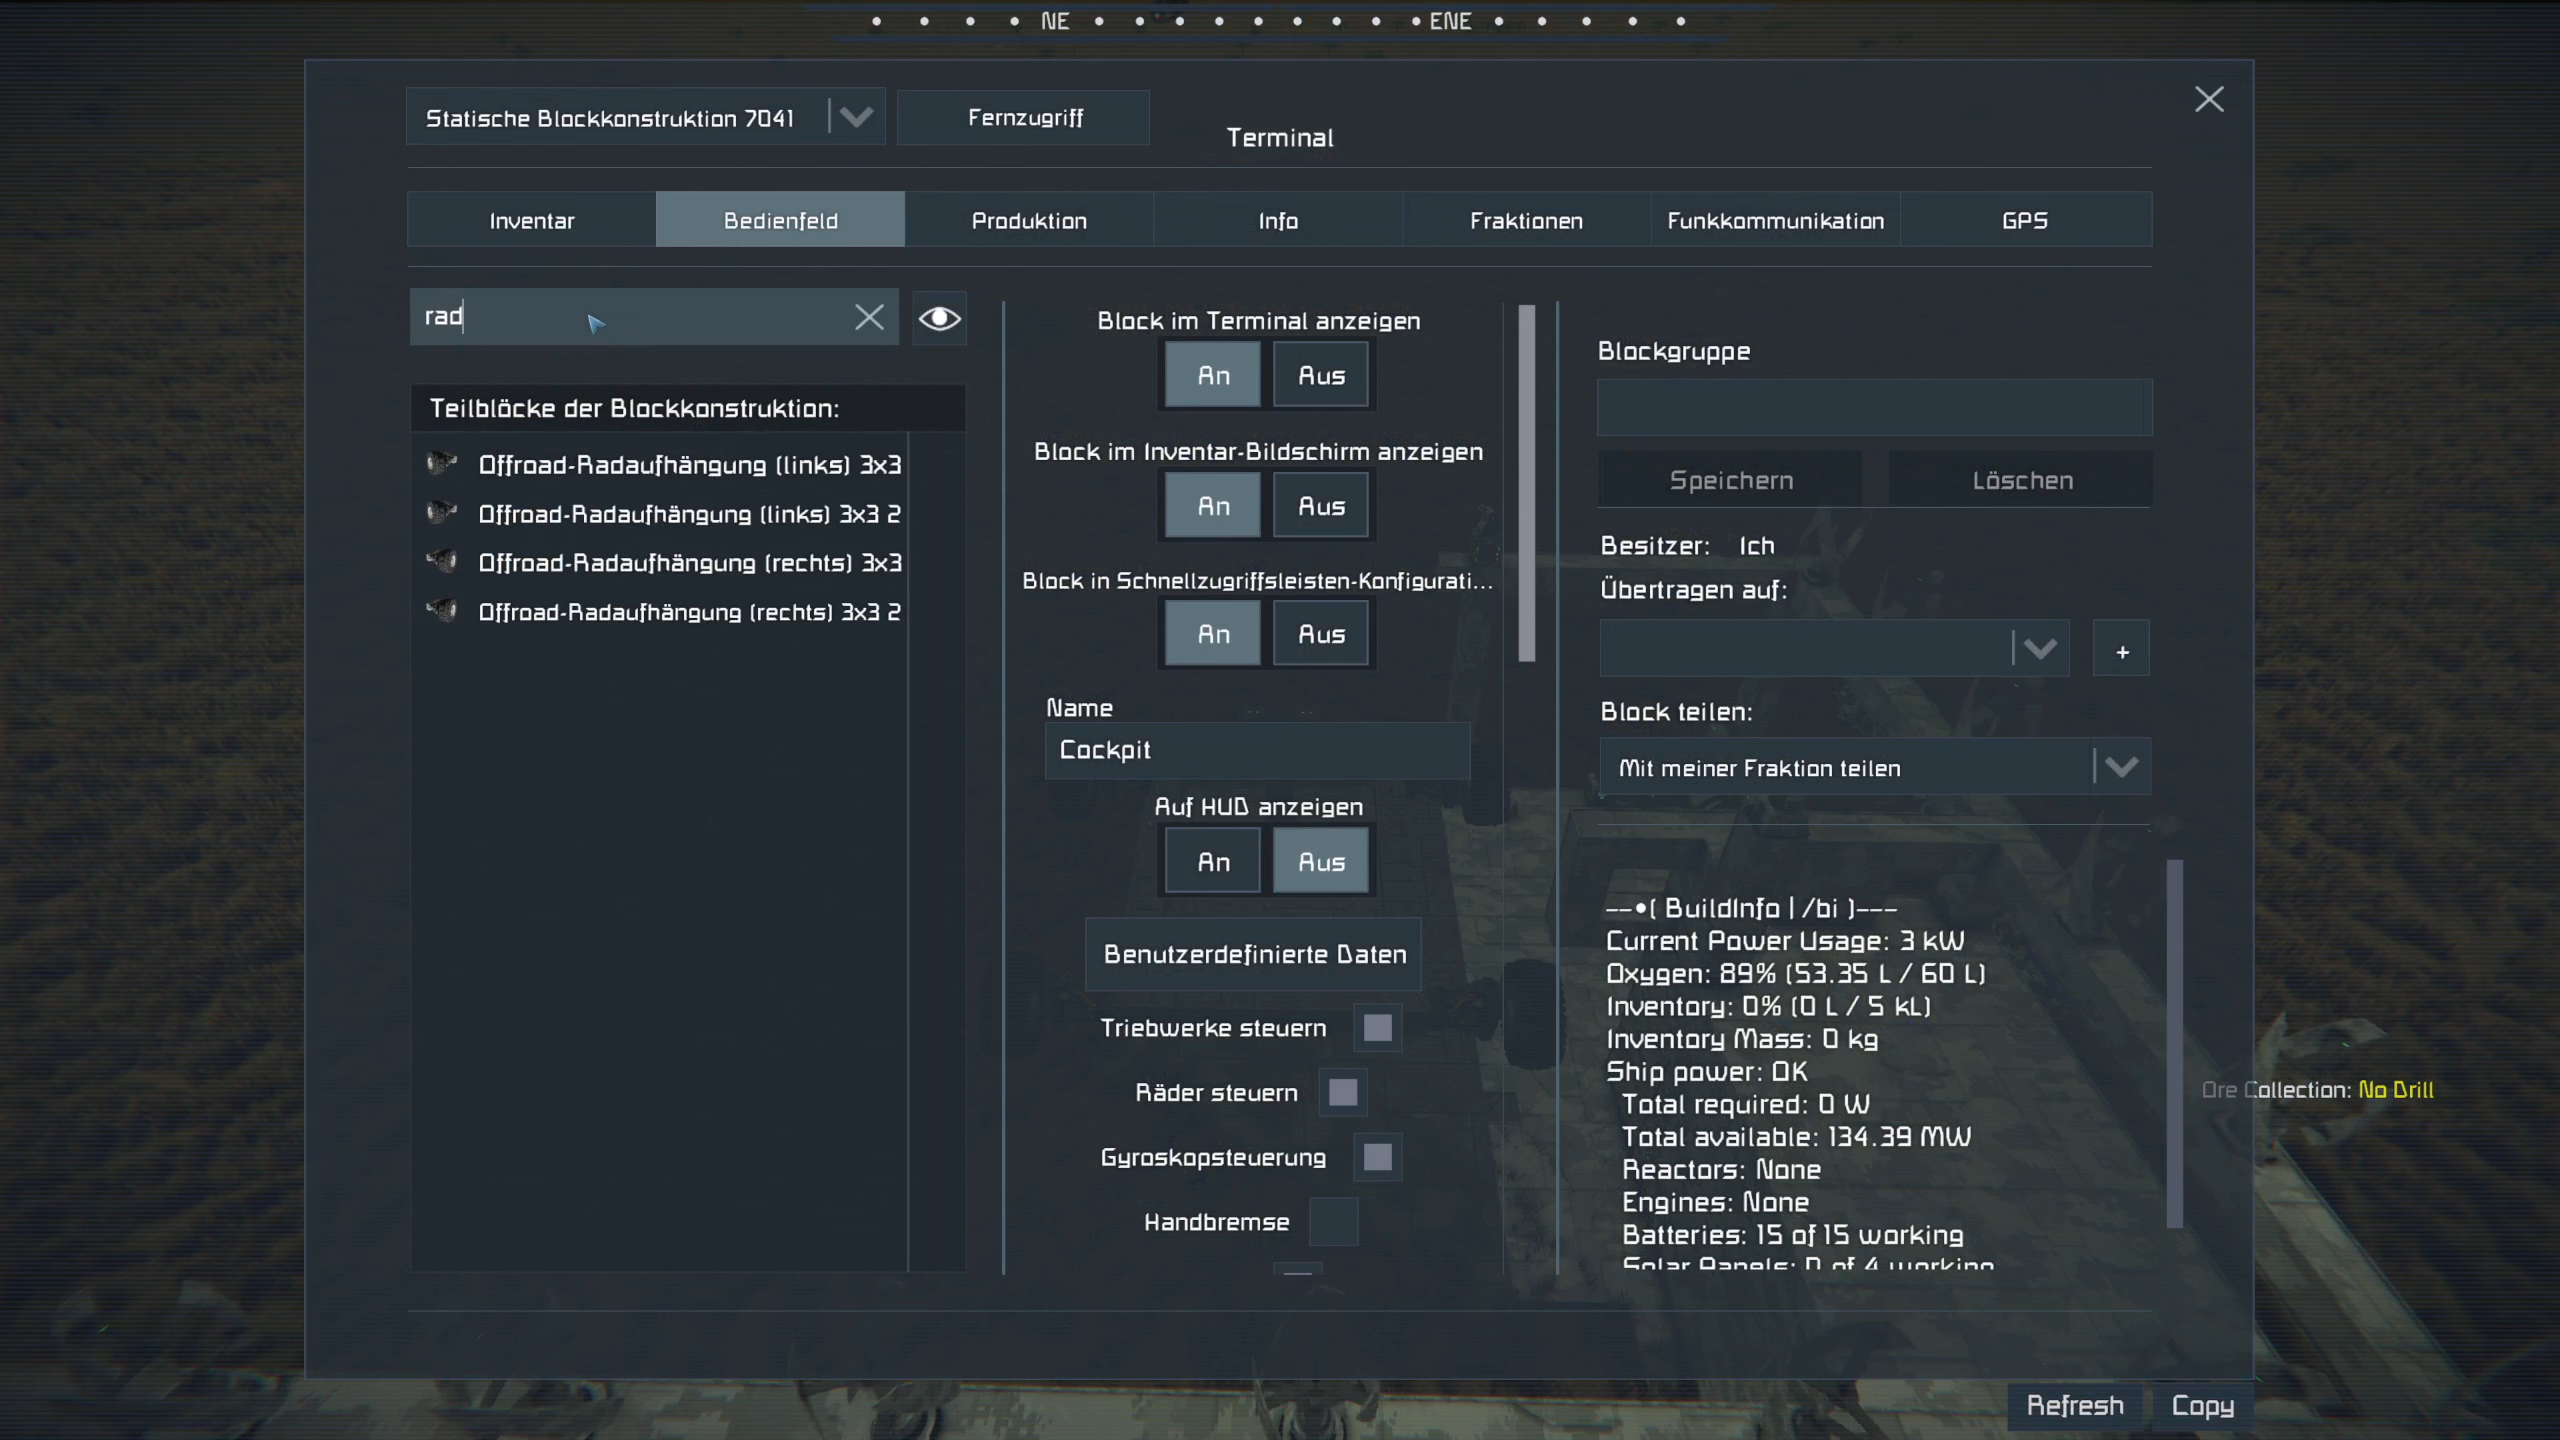 NE
ENE
Statische Blockkonstruktion 7041
Fernzugriff
Terminal
Inventar
Bedienfeld
Produktion
Info
Fraktionen
Funkkommunikation
GPS
rad
Teilblöcke der Blockkonstruktion:
Offroad-Radaufhängung (links) 3x3
Offroad-Radaufhängung (links) 3x3 2
Offroad-Radaufhängung (rechts) 3x3
Offroad-Radaufhängung (rechts) 3x3 2
Block im Terminal anzeigen
An
Aus
Block im Inventar-Bildschirm anzeigen
An
Aus
Block in Schnellzugriffsleisten-Konfigurati...
An
Aus
Name
Cockpit
Auf HUD anzeigen
An
Aus
Benutzerdefinierte Daten
Triebwerke steuern
Räder steuern
Gyroskopsteuerung
Handbremse
Blockgruppe
Speichern
Löschen
Besitzer: Ich
Übertragen auf:
+
Block teilen:
Mit meiner Fraktion teilen
--•( BuildInfo | /bi )---
Current Power Usage: 3 kW
Oxygen: 89% (53.35 L / 60 L)
Inventory: 0% (0 L / 5 kL)
Inventory Mass: 0 kg
Ship power: OK
Total required: 0 W
Total available: 134.39 MW
Reactors: None
Engines: None
Batteries: 15 of 15 working
Solar Panels: 0 of 4 working
Ore Collection: No Drill
Refresh
Copy